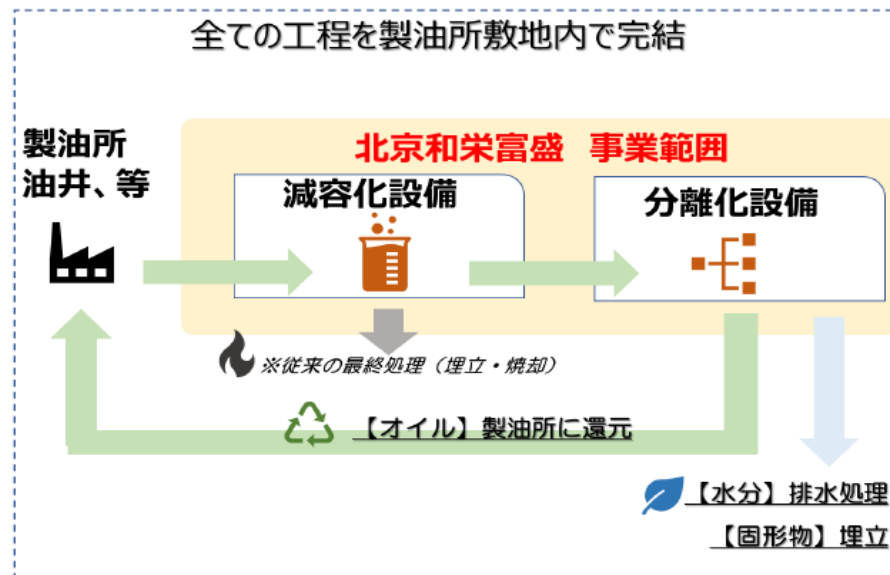 全ての工程を製油所敷地内で完結
製油所
油井、等
北京和栄富盛 事業範囲
減容化設備
分離化設備
※従来の最終処理（埋立・焼却）
【オイル】製油所に還元
【水分】排水処理
【固形物】埋立